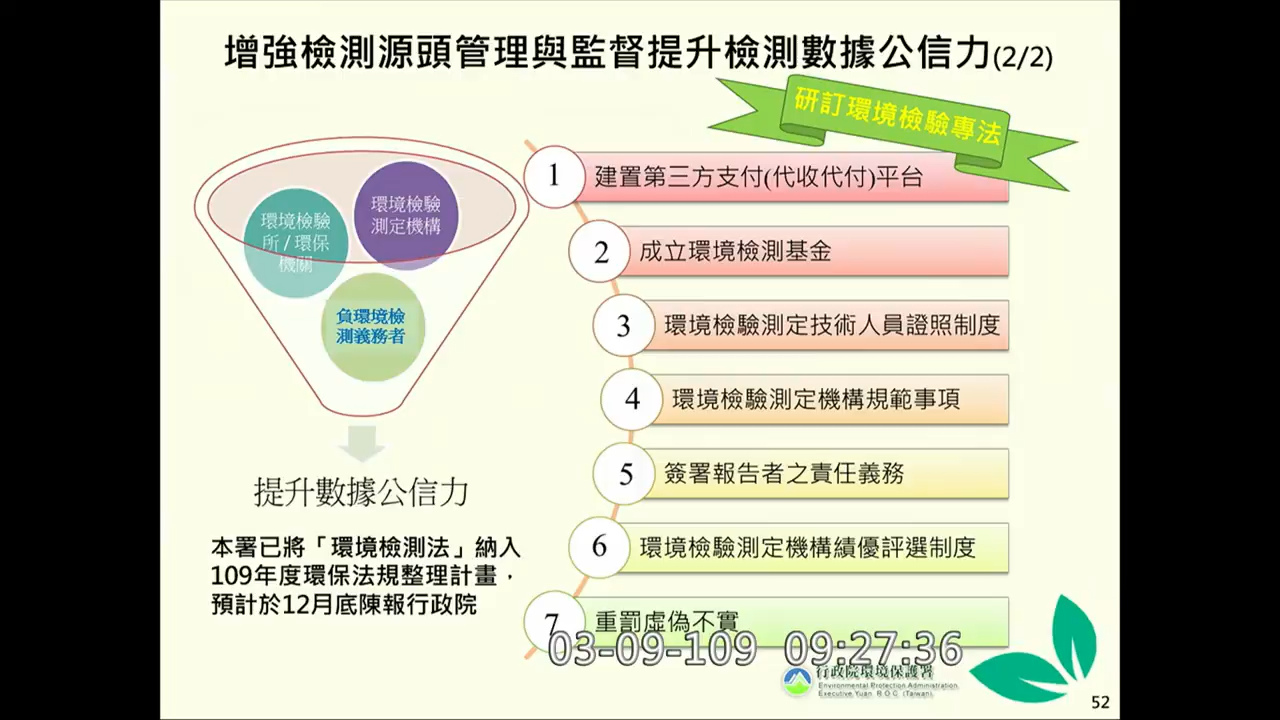 增強檢測源頭管理與監督提升檢測數據公信力(2/2)
研訂環境檢驗專法
環境檢驗
所/環保
機關
環境檢驗
測定機構
負環境檢
測義務者
提升數據公信力
本署已將「環境檢測法」納入
109年度環保法規整理計畫，
預計於12月底陳報行政院
1 建置第三方支付(代收代付)平台
2 成立環境檢測基金
3 環境檢驗測定技術人員證照制度
4 環境檢驗測定機構規範事項
5 簽署報告者之責任義務
6 環境檢驗測定機構績優評選制度
7 重罰虛偽不實
03-09-109 09:27:36
行政院環境保護署
Environmental Protection Administration
Executive Yuan, R.O.C. (Taiwan)
52